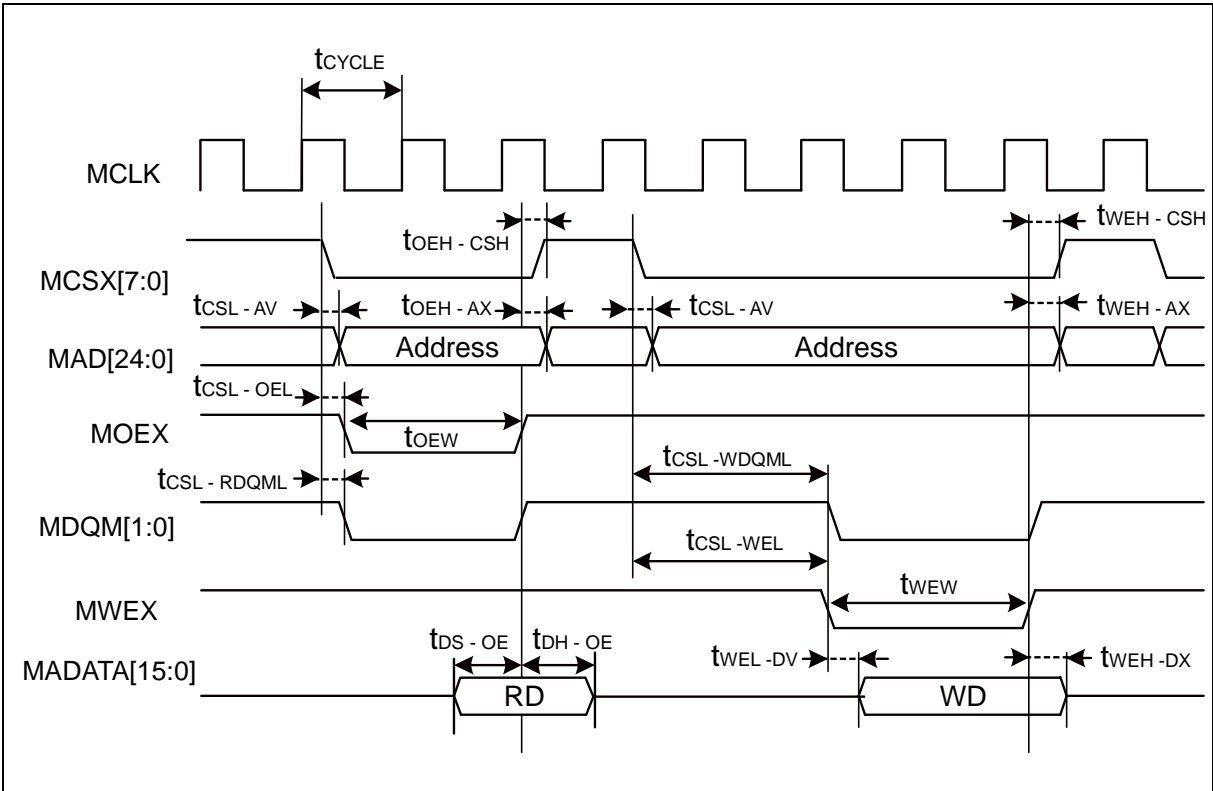 tCYCLE
MCLK
tOEH - CSH
tWEH - CSH
MCSX[7:0]
tCSL - AV
tOEH - AX
tCSL - AV
tWEH - AX
MAD[24:0]
Address
Address
tCSL - OEL
MOEX
tOEW
tCSL - RDQML
tCSL -WDQML
MDQM[1:0]
tCSL -WEL
MWEX
tWEW
MADATA[15:0]
tDS - OE
tDH - OE
tWEL -DV
tWEH -DX
RD
WD